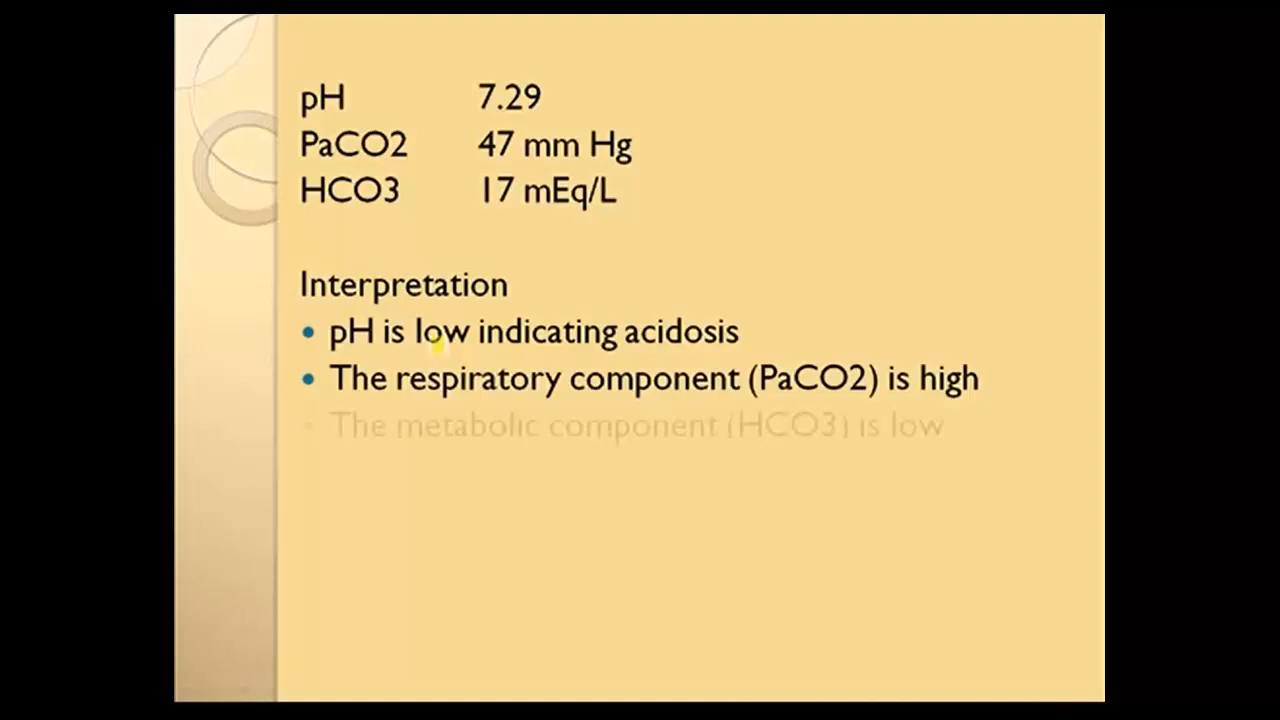 pH 7.29
PaCO2 47 mm Hg
HCO3 17 mEq/L
Interpretation
• pH is low indicating acidosis
• The respiratory component (PaCO2) is high
• The metabolic component (HCO3) is low